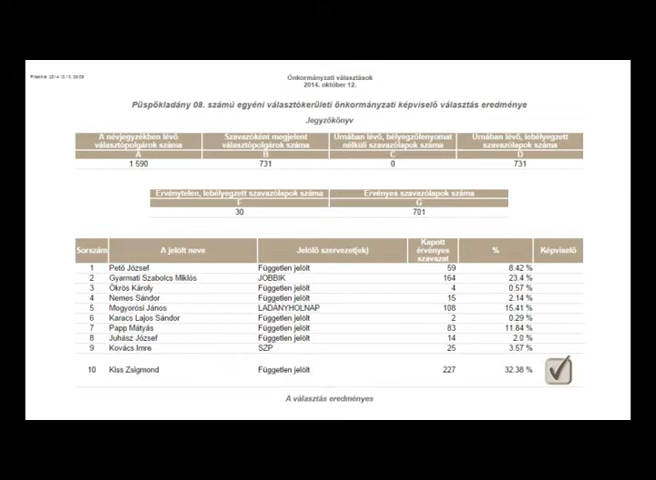 Önkormányzati választások
2014. október 12.
Püspökladány 08. számú egyéni választókerületi önkormányzati képviselő választás eredménye
Jegyzőkönyv
A névjegyzékben lévő választópolgárok száma Szavazóként megjelent választópolgárok száma Urnában lévő, bélyegzőlenyomat nélküli szavazólapok száma Urnában lévő, lebélyegzett szavazólapok száma
A B C D
1 590 731 0 731
Érvénytelen, lebélyegzett szavazólapok száma Érvényes szavazólapok száma
F G
30 701
Sorszám A jelölt neve Jelölő szervezet(ek) Kapott érvényes szavazat % Képviselő
1 Pető József Független jelölt 59 8.42 %
2 Gyarmati Szabolcs Miklós JOBBIK 164 23.4 %
3 Ökrös Károly Független jelölt 4 0.57 %
4 Nemes Sándor Független jelölt 15 2.14 %
5 Mogyorósi János LADÁNYHOLNAP 108 15.41 %
6 Karacs Lajos Sándor Független jelölt 2 0.29 %
7 Papp Mátyás Független jelölt 83 11.84 %
8 Juhász József Független jelölt 14 2.0 %
9 Kovács Imre SZP 25 3.57 %
10 Kiss Zsigmond Független jelölt 227 32.38 %
A választás eredményes